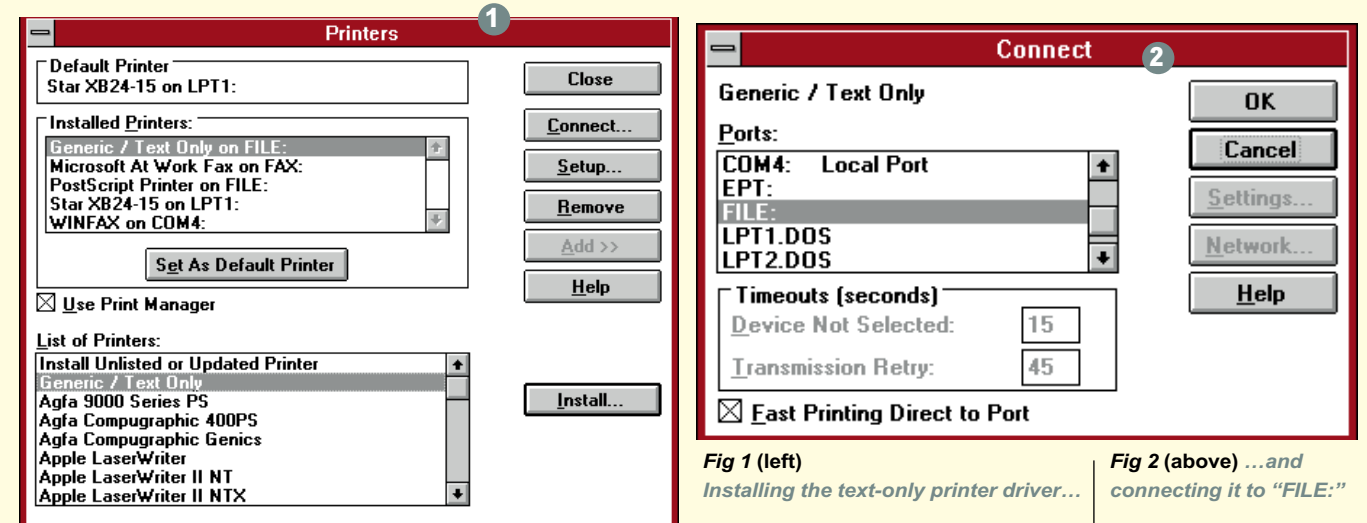 1
Printers
Default Printer
Star XB24-15 on LPT1:
Installed Printers:
Generic / Text Only on FILE:
Microsoft At Work Fax on FAX:
PostScript Printer on FILE:
Star XB24-15 on LPT1:
WINFAX on COM4:
Set As Default Printer
Use Print Manager
List of Printers:
Install Unlisted or Updated Printer
Generic / Text Only
Agfa 9000 Series PS
Agfa Compugraphic 400PS
Agfa Compugraphic Genics
Apple LaserWriter
Apple LaserWriter II NT
Apple LaserWriter II NTX
Close
Connect...
Setup...
Remove
Add >>
Help
Install...
2
Connect
Generic / Text Only
Ports:
COM4: Local Port
EPT:
FILE:
LPT1.DOS
LPT2.DOS
Timeouts (seconds)
Device Not Selected: 15
Transmission Retry: 45
Fast Printing Direct to Port
OK
Cancel
Settings...
Network...
Help
Fig 1 (left)
Installing the text-only printer driver…
Fig 2 (above) …and
connecting it to “FILE:”